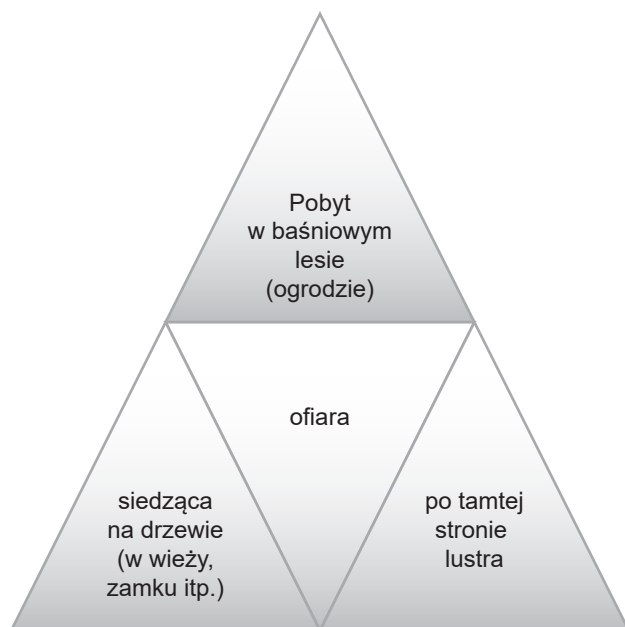 Pobyt
w baśniowym
lesie
(ogrodzie)
ofiara
siedząca
na drzewie
(w wieży,
zamku itp.)
po tamtej
stronie
lustra